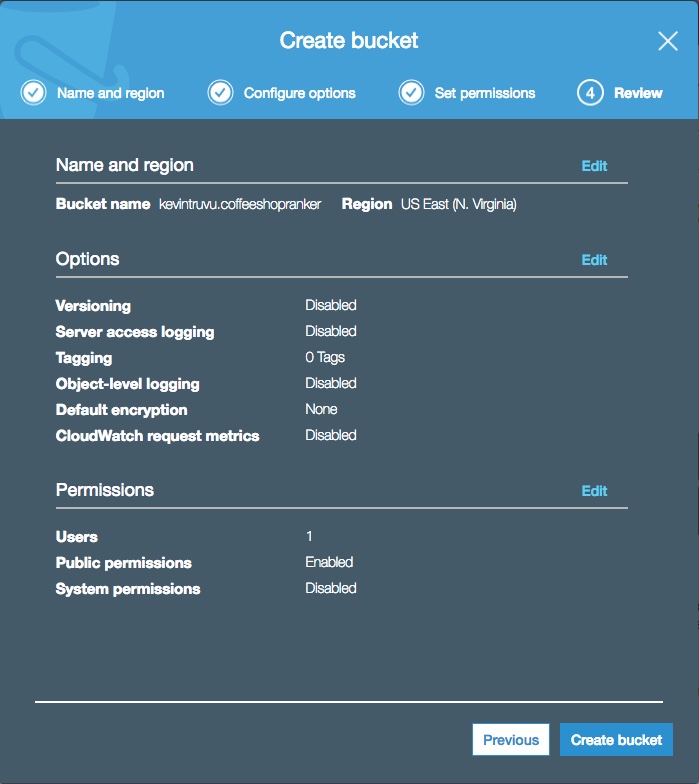 Create bucket
Name and region Configure options Set permissions 4 Review
Name and region Edit
Bucket name kevintruvu.coffeeshopranker Region US East (N. Virginia)
Options Edit
Versioning Disabled
Server access logging Disabled
Tagging 0 Tags
Object-level logging Disabled
Default encryption None
CloudWatch request metrics Disabled
Permissions Edit
Users 1
Public permissions Enabled
System permissions Disabled
Previous Create bucket